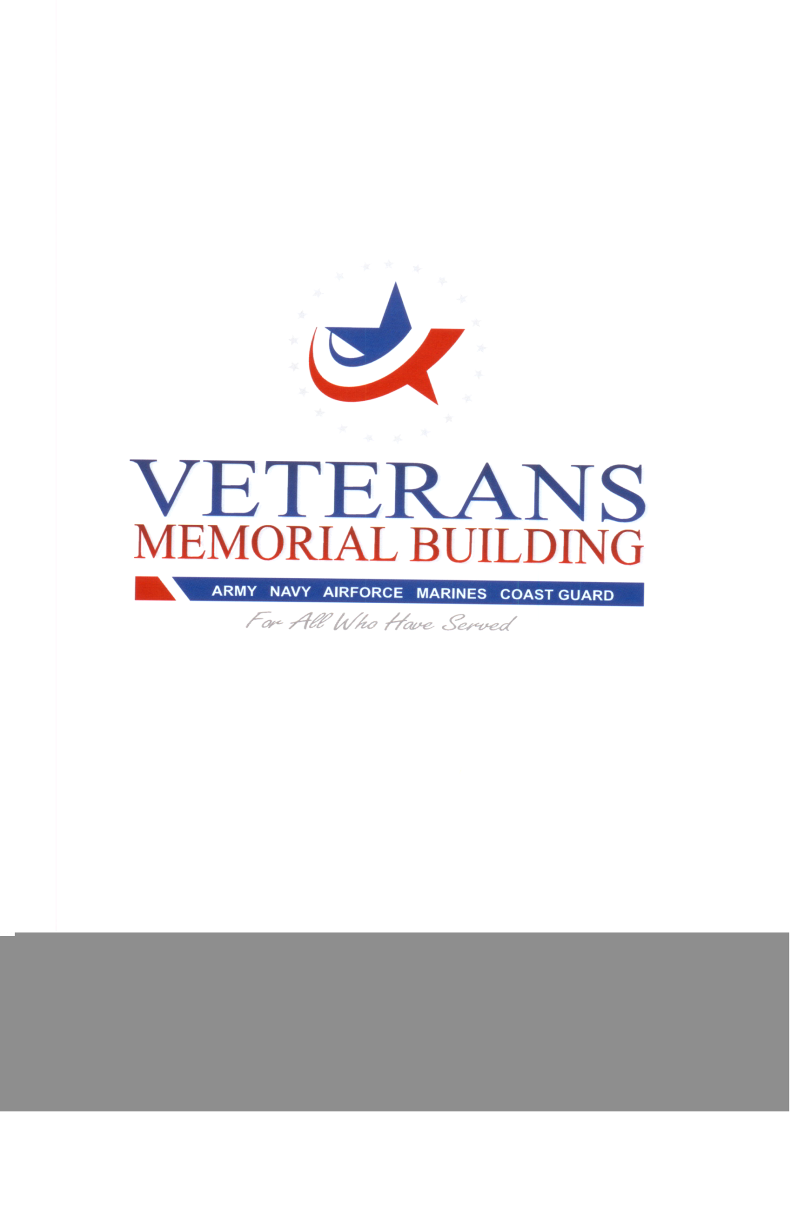 VETERANS
MEMORIAL BUILDING
ARMY NAVY AIRFORCE MARINES COAST GUARD
For All Who Have Served